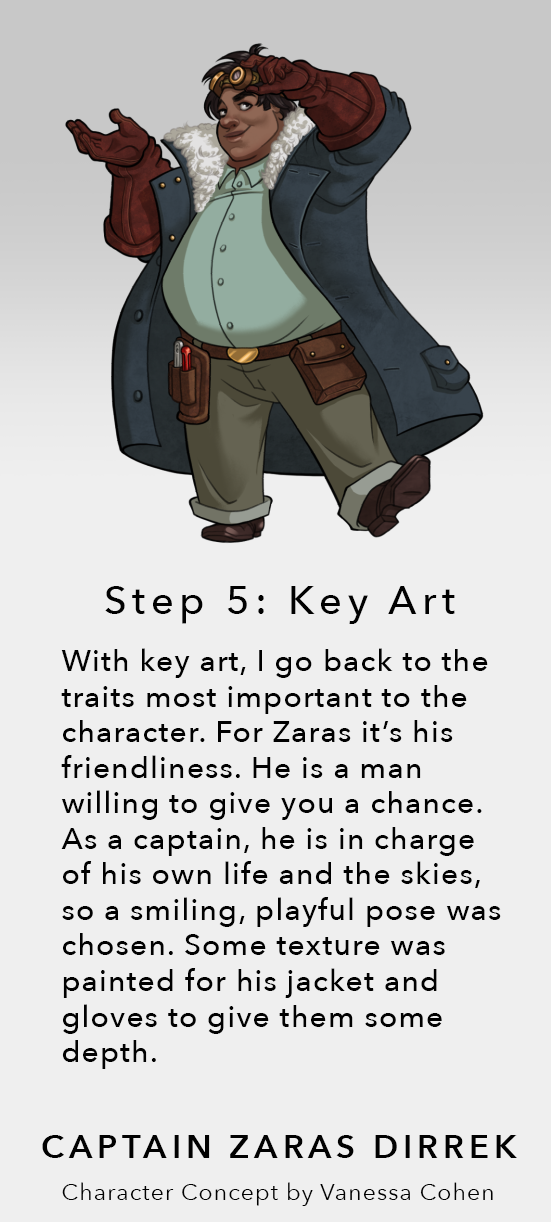 Step 5: Key Art
With key art, I go back to the
traits most important to the
character. For Zaras it’s his
friendliness. He is a man
willing to give you a chance.
As a captain, he is in charge
of his own life and the skies,
so a smiling, playful pose was
chosen. Some texture was
painted for his jacket and
gloves to give them some
depth.
CAPTAIN ZARAS DIRREK
Character Concept by Vanessa Cohen